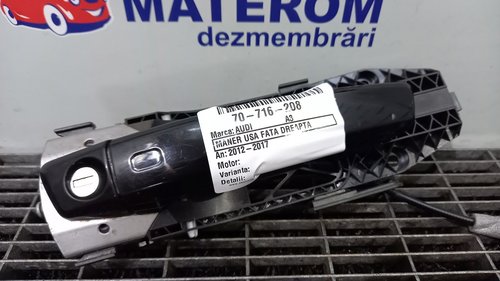 MATEROM
dezmembrări
70-716-208
Marca: AUDI A3
MANER USA FATA DREAPTA
An: 2012-2017
Motor:
Varianta:
Detalii: